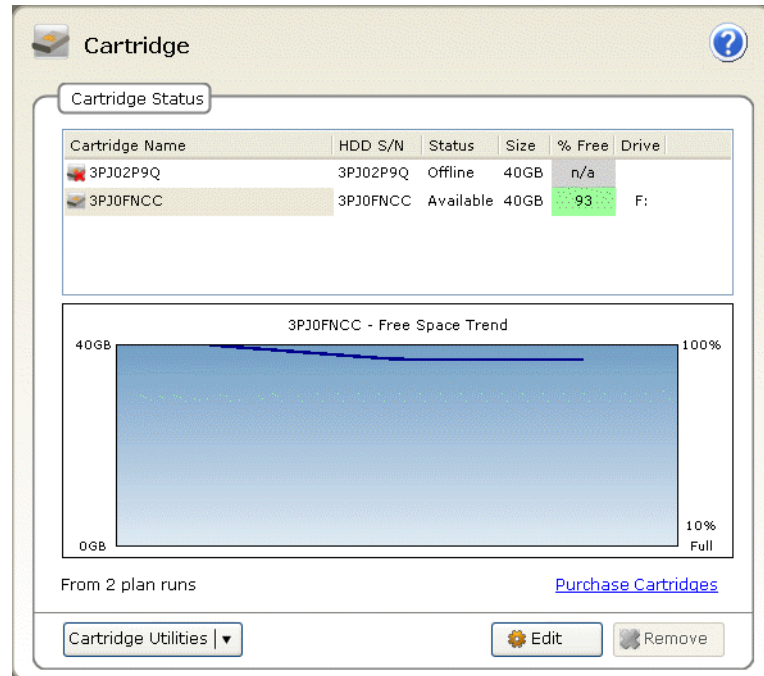 Cartridge
Cartridge Status
Cartridge Name HDD S/N Status Size % Free Drive
3PJ02P9Q 3PJ02P9Q Offline 40GB n/a
3PJ0FNCC 3PJ0FNCC Available 40GB 93 F:
3PJ0FNCC - Free Space Trend
40GB 100%
10%
0GB Full
From 2 plan runs Purchase Cartridges
Cartridge Utilities Edit Remove